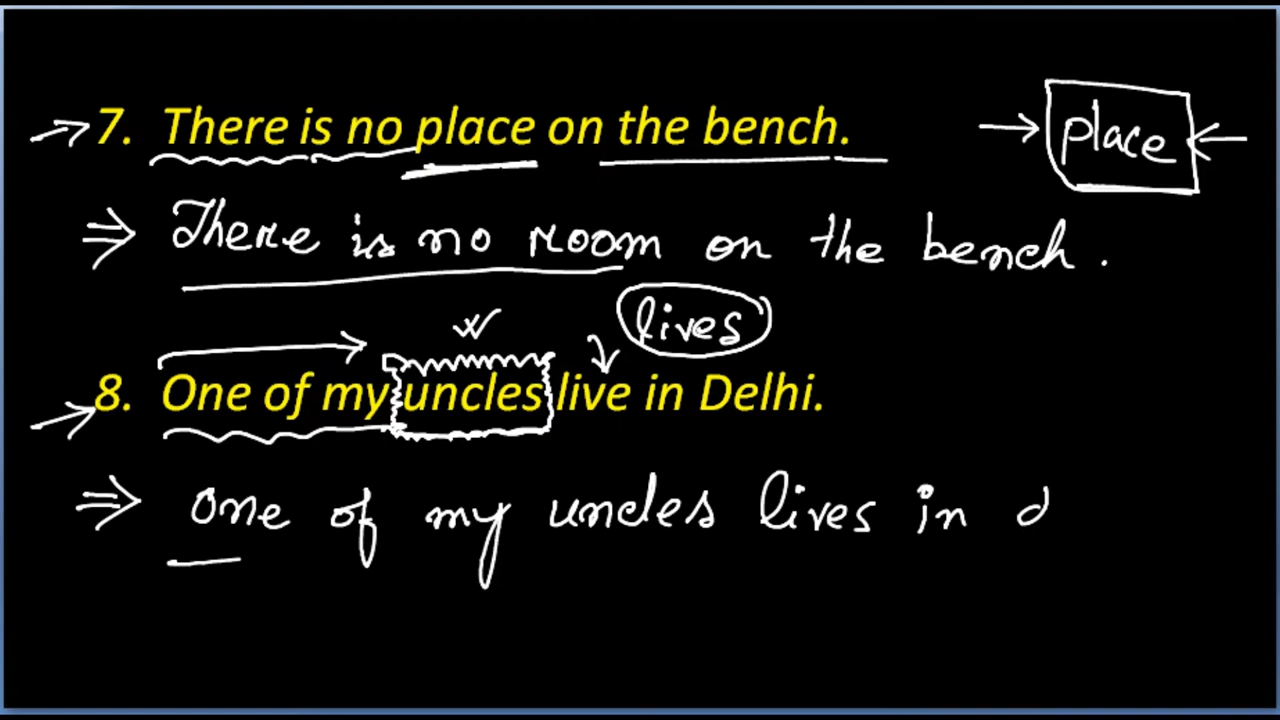 7. There is no place on the bench.
place
There is no room on the bench.
lives
8. One of my uncles live in Delhi.
One of my uncles lives in d